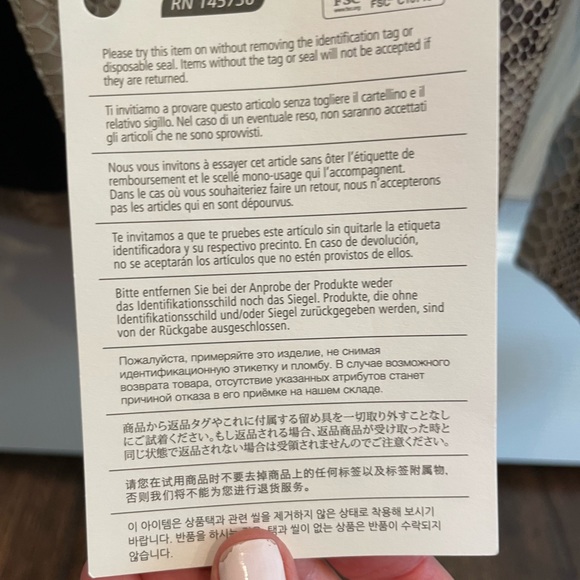 RN 145750
FSC
FSC
Please try this item on without removing the identification tag or
disposable seal. Items without the tag or seal will not be accepted if
they are returned.
Ti invitiamo a provare questo articolo senza togliere il cartellino e il
relativo sigillo. Nel caso di un eventuale reso, non saranno accettati
gli articoli che ne sono sprovvisti.
Nous vous invitons à essayer cet article sans ôter l'étiquette de
remboursement et le scellé mono-usage qui l'accompagnent.
Dans le cas où vous souhaiteriez faire un retour, nous n'accepterons
pas les articles qui en sont dépourvus.
Te invitamos a que te pruebes este artículo sin quitarle la etiqueta
identificadora y su respectivo precinto. En caso de devolución,
no se aceptarán los artículos que no estén provistos de ellos.
Bitte entfernen Sie bei der Anprobe der Produkte weder
das Identifikationsschild noch das Siegel. Produkte, die ohne
Identifikationsschild und/oder Siegel zurückgegeben werden, sind
von der Rückgabe ausgeschlossen.
Пожалуйста, примеряйте это изделие, не снимая
идентификационную этикетку и пломбу. В случае возможного
возврата товара, отсутствие указанных атрибутов станет
причиной отказа в его приёмке на нашем складе.
商品から返品タグやこれに付属する留め具を一切取り外すことなし
にご試着ください。もし返品される場合、返品商品が受け取った時と
同じ状態で返品されない場合は受領されませんのでご注意ください。
请您在试用商品时不要去掉商品上的任何标签以及标签附属物,
否则我们将不能为您进行退货服务。
이 아이템은 상품택과 관련 씰을 제거하지 않은 상태로 착용해 보시기
바랍니다. 반품을 하시는 택과 씰이 없는 상품은 반품이 수락되지
않습니다.